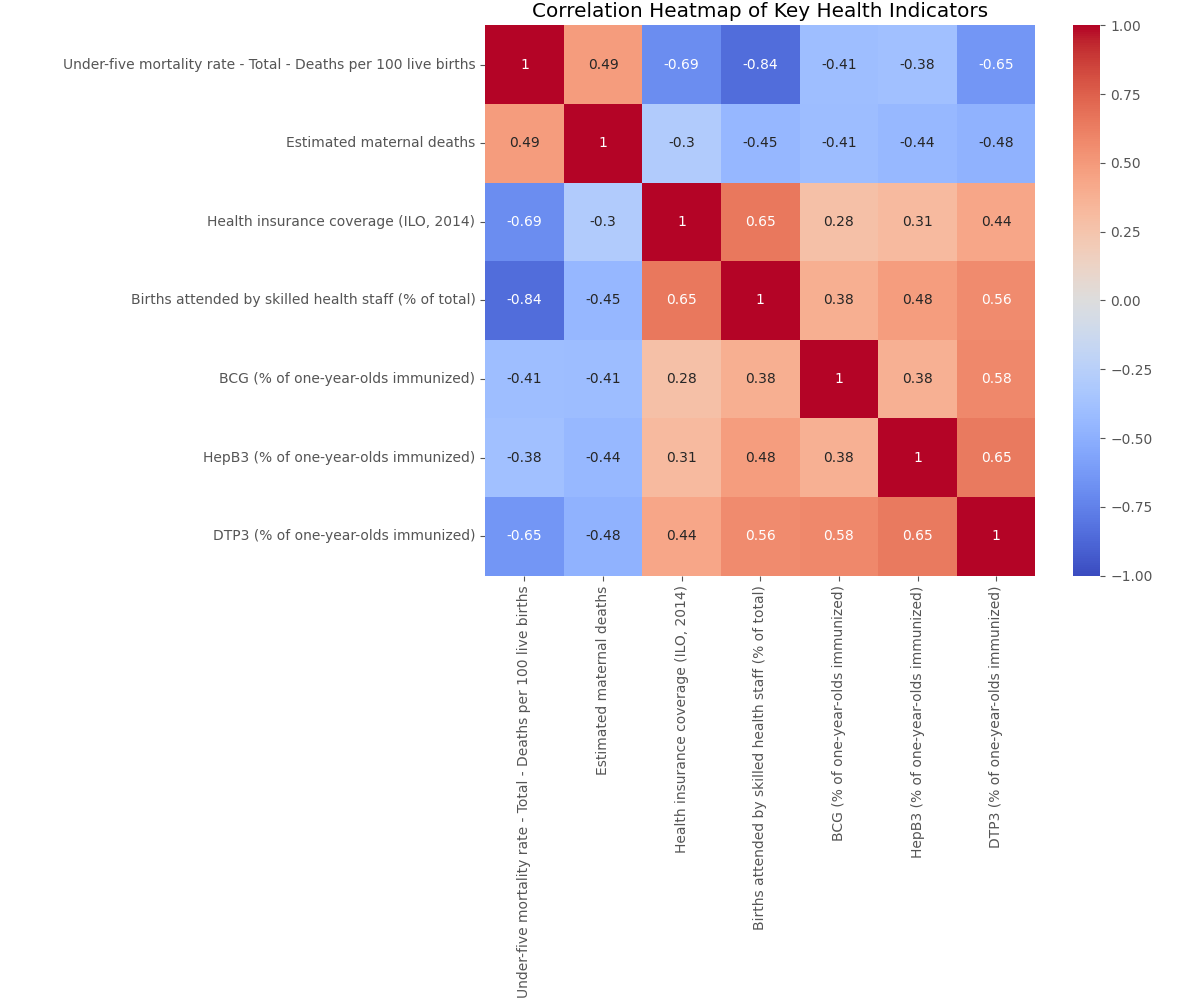 Correlation Heatmap of Key Health Indicators
Under-five mortality rate - Total - Deaths per 100 live births
1 0.49 -0.69 -0.84 -0.41 -0.38 -0.65
Estimated maternal deaths
0.49 1 -0.3 -0.45 -0.41 -0.44 -0.48
Health insurance coverage (ILO, 2014)
-0.69 -0.3 1 0.65 0.28 0.31 0.44
Births attended by skilled health staff (% of total)
-0.84 -0.45 0.65 1 0.38 0.48 0.56
BCG (% of one-year-olds immunized)
-0.41 -0.41 0.28 0.38 1 0.38 0.58
HepB3 (% of one-year-olds immunized)
-0.38 -0.44 0.31 0.48 0.38 1 0.65
DTP3 (% of one-year-olds immunized)
-0.65 -0.48 0.44 0.56 0.58 0.65 1
Under-five mortality rate - Total - Deaths per 100 live births
Estimated maternal deaths
Health insurance coverage (ILO, 2014)
Births attended by skilled health staff (% of total)
BCG (% of one-year-olds immunized)
HepB3 (% of one-year-olds immunized)
DTP3 (% of one-year-olds immunized)
1.00
0.75
0.50
0.25
0.00
−0.25
−0.50
−0.75
−1.00